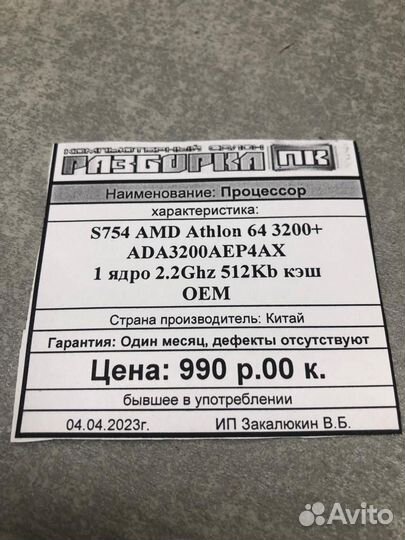 КОМПЬЮТЕРНЫЙ САЛОН
РАЗБОРКА ПК
Наименование: Процессор
характеристика:
S754 AMD Athlon 64 3200+
ADA3200AEP4AX
1 ядро 2.2Ghz 512Kb кэш
OEM
Страна производитель: Китай
Гарантия: Один месяц, дефекты отсутствуют
Цена: 990 р.00 к.
бывшее в употреблении
04.04.2023г. ИП Закалюкин В.Б.
Avito